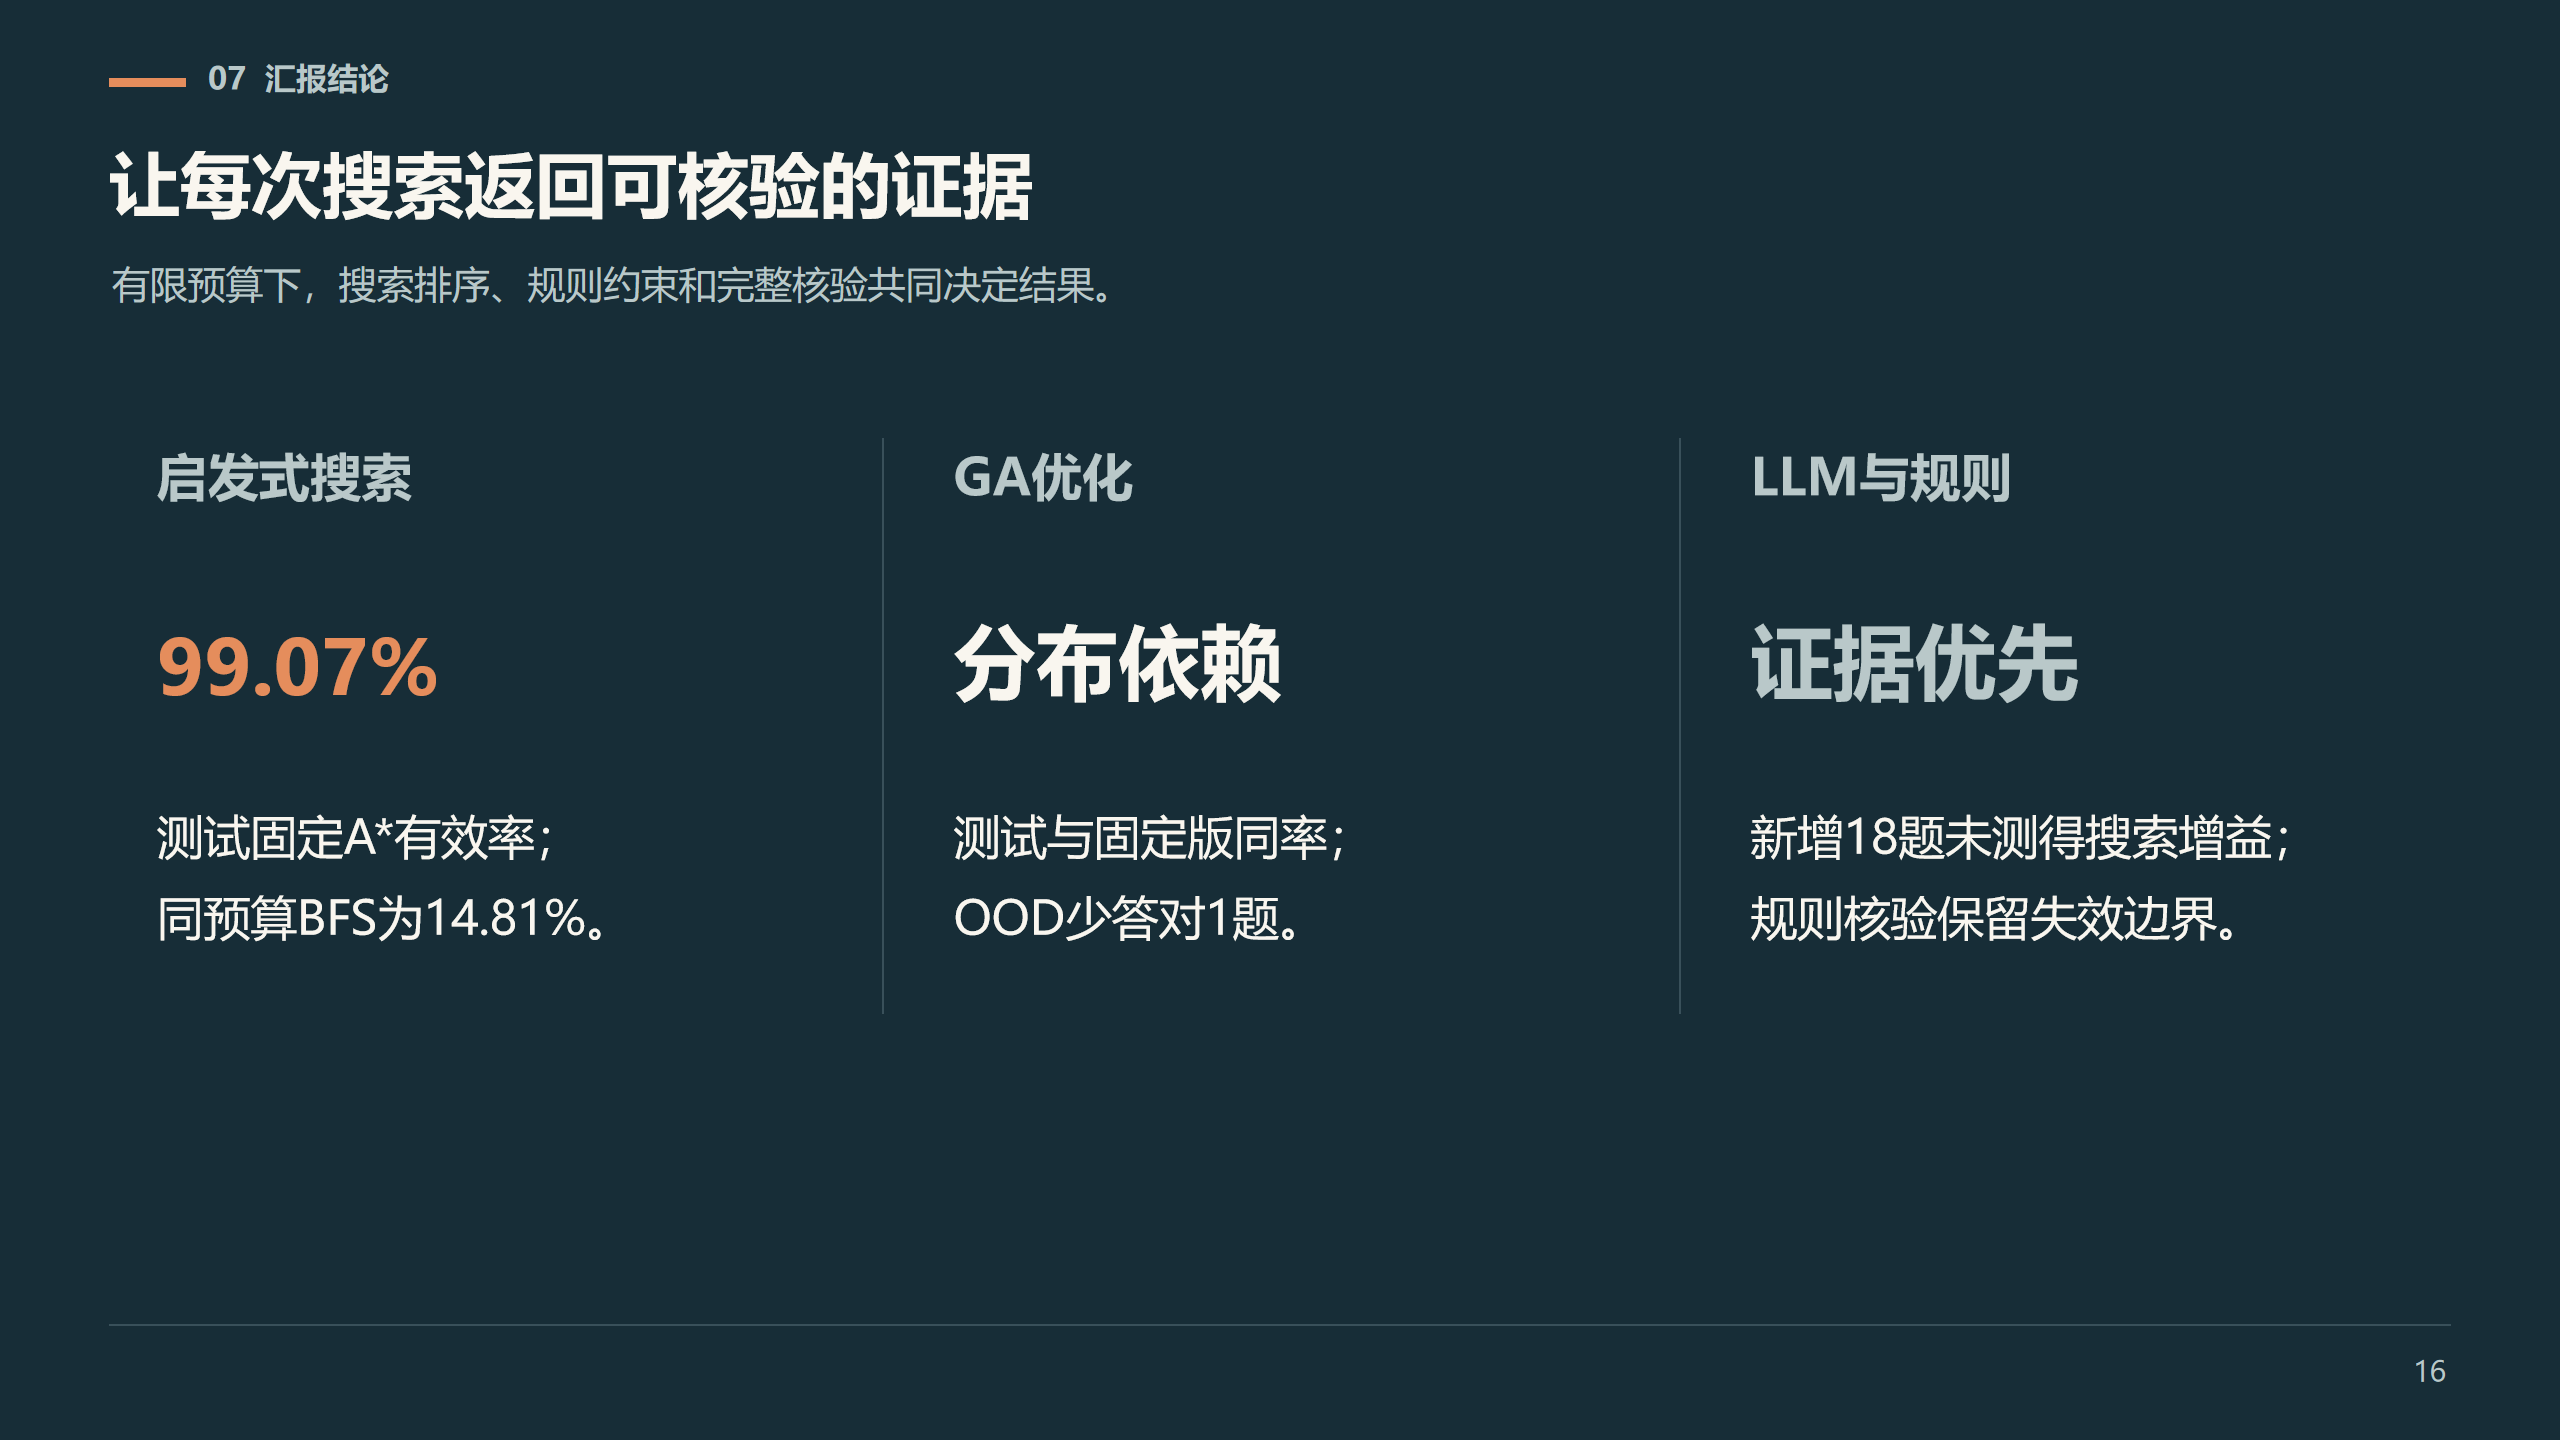 07 汇报结论
让每次搜索返回可核验的证据
有限预算下，搜索排序、规则约束和完整核验共同决定结果。
启发式搜索
99.07%
测试固定A*有效率；
同预算BFS为14.81%。
GA优化
分布依赖
测试与固定版同率；
OOD少答对1题。
LLM与规则
证据优先
新增18题未测得搜索增益；
规则核验保留失效边界。
16